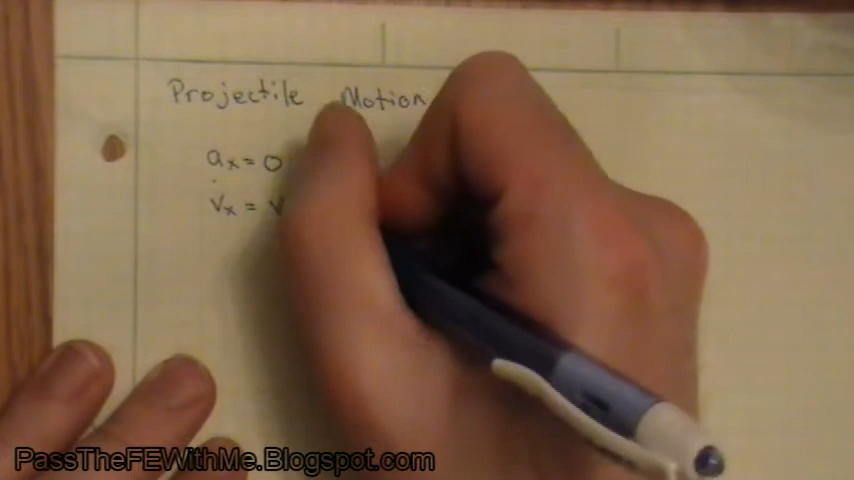 Projectile Motion
ax = 0
vx = v
PassTheFEWithMe.Blogspot.com